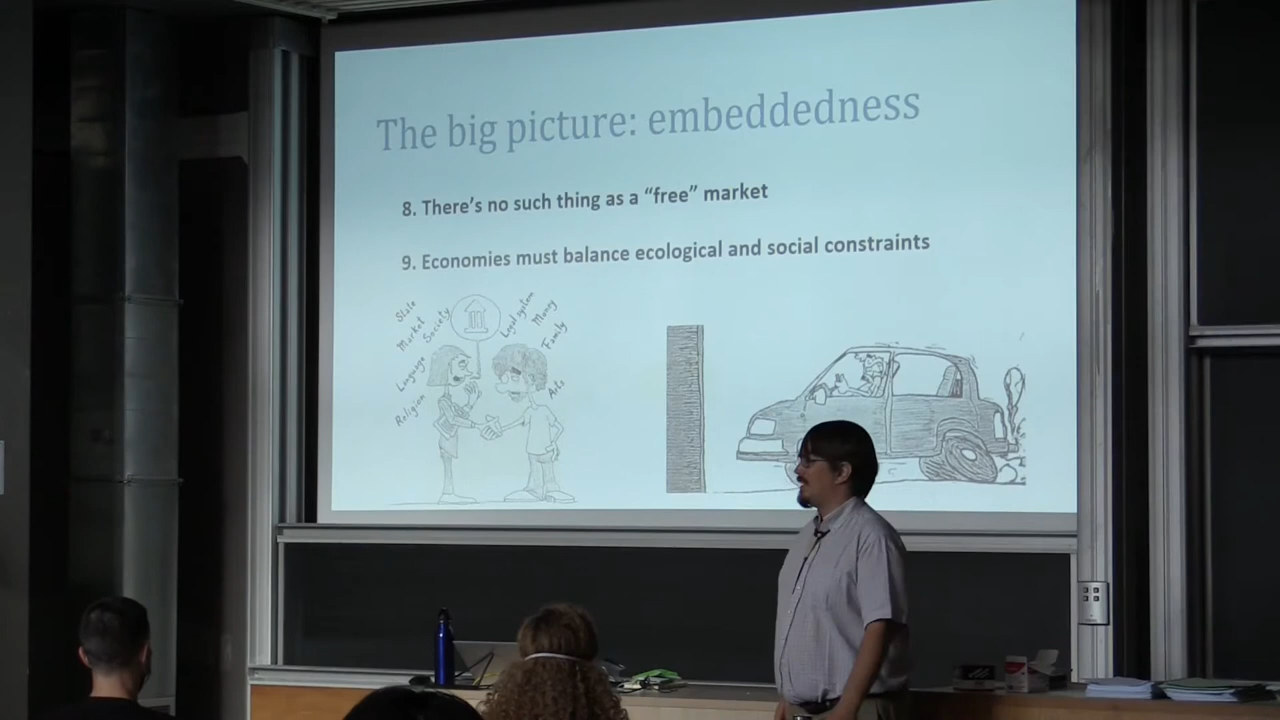 The big picture: embeddedness
8. There's no such thing as a “free” market
9. Economies must balance ecological and social constraints
State
Market
Society
Language
Religion
Legal system
Money
Family
Arts